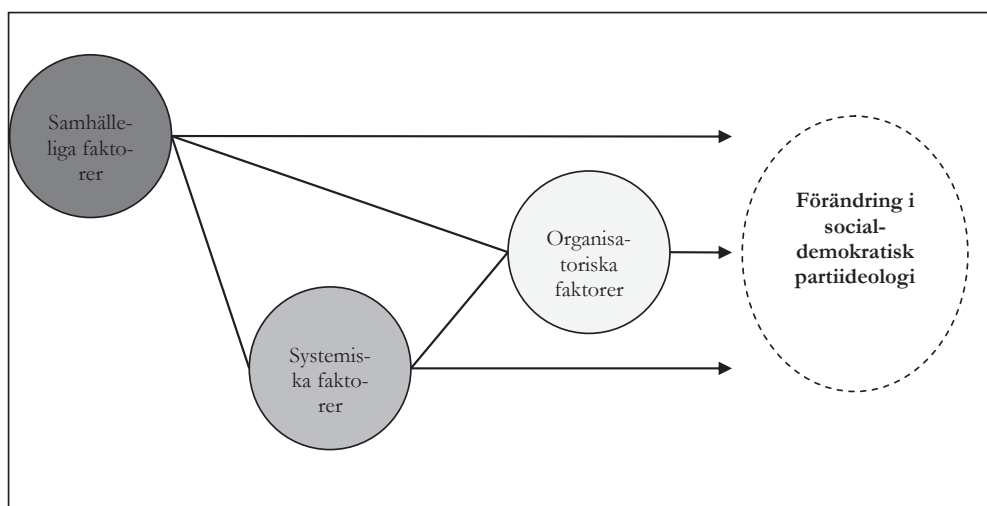 Samhälle-
liga fakto-
rer
Organisa-
toriska
faktorer
Systemis-
ka fakto-
rer
Förändring i
social-
demokratisk
partiideologi